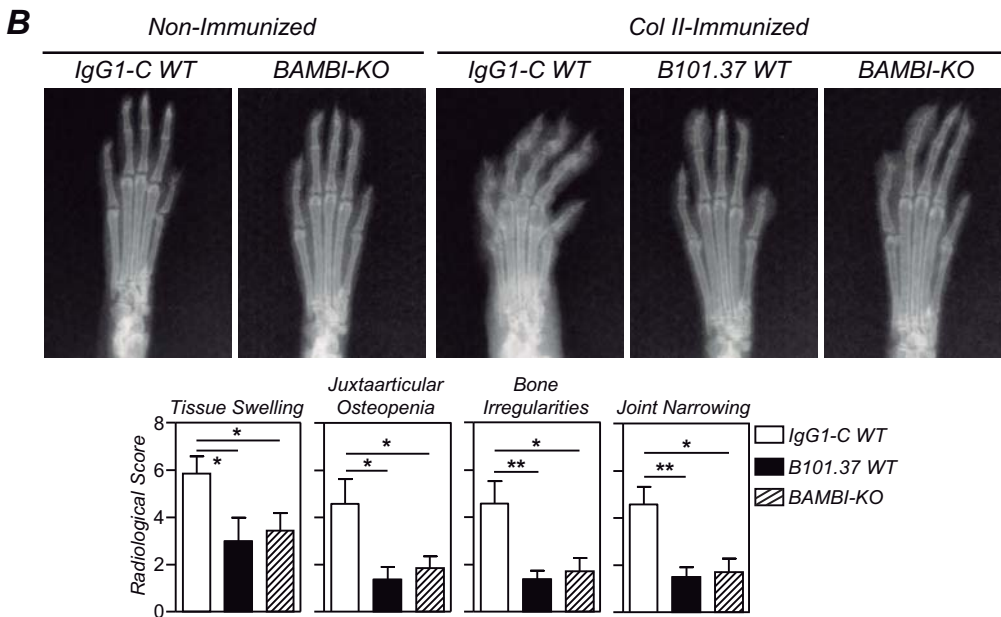 B
Non-Immunized
Col II-Immunized
IgG1-C WT
BAMBI-KO
IgG1-C WT
B101.37 WT
BAMBI-KO
Tissue Swelling
Juxtaarticular
Osteopenia
Bone
Irregularities
Joint Narrowing
Radiological Score
8
6
4
2
0
*
*
*
*
*
**
*
**
IgG1-C WT
B101.37 WT
BAMBI-KO